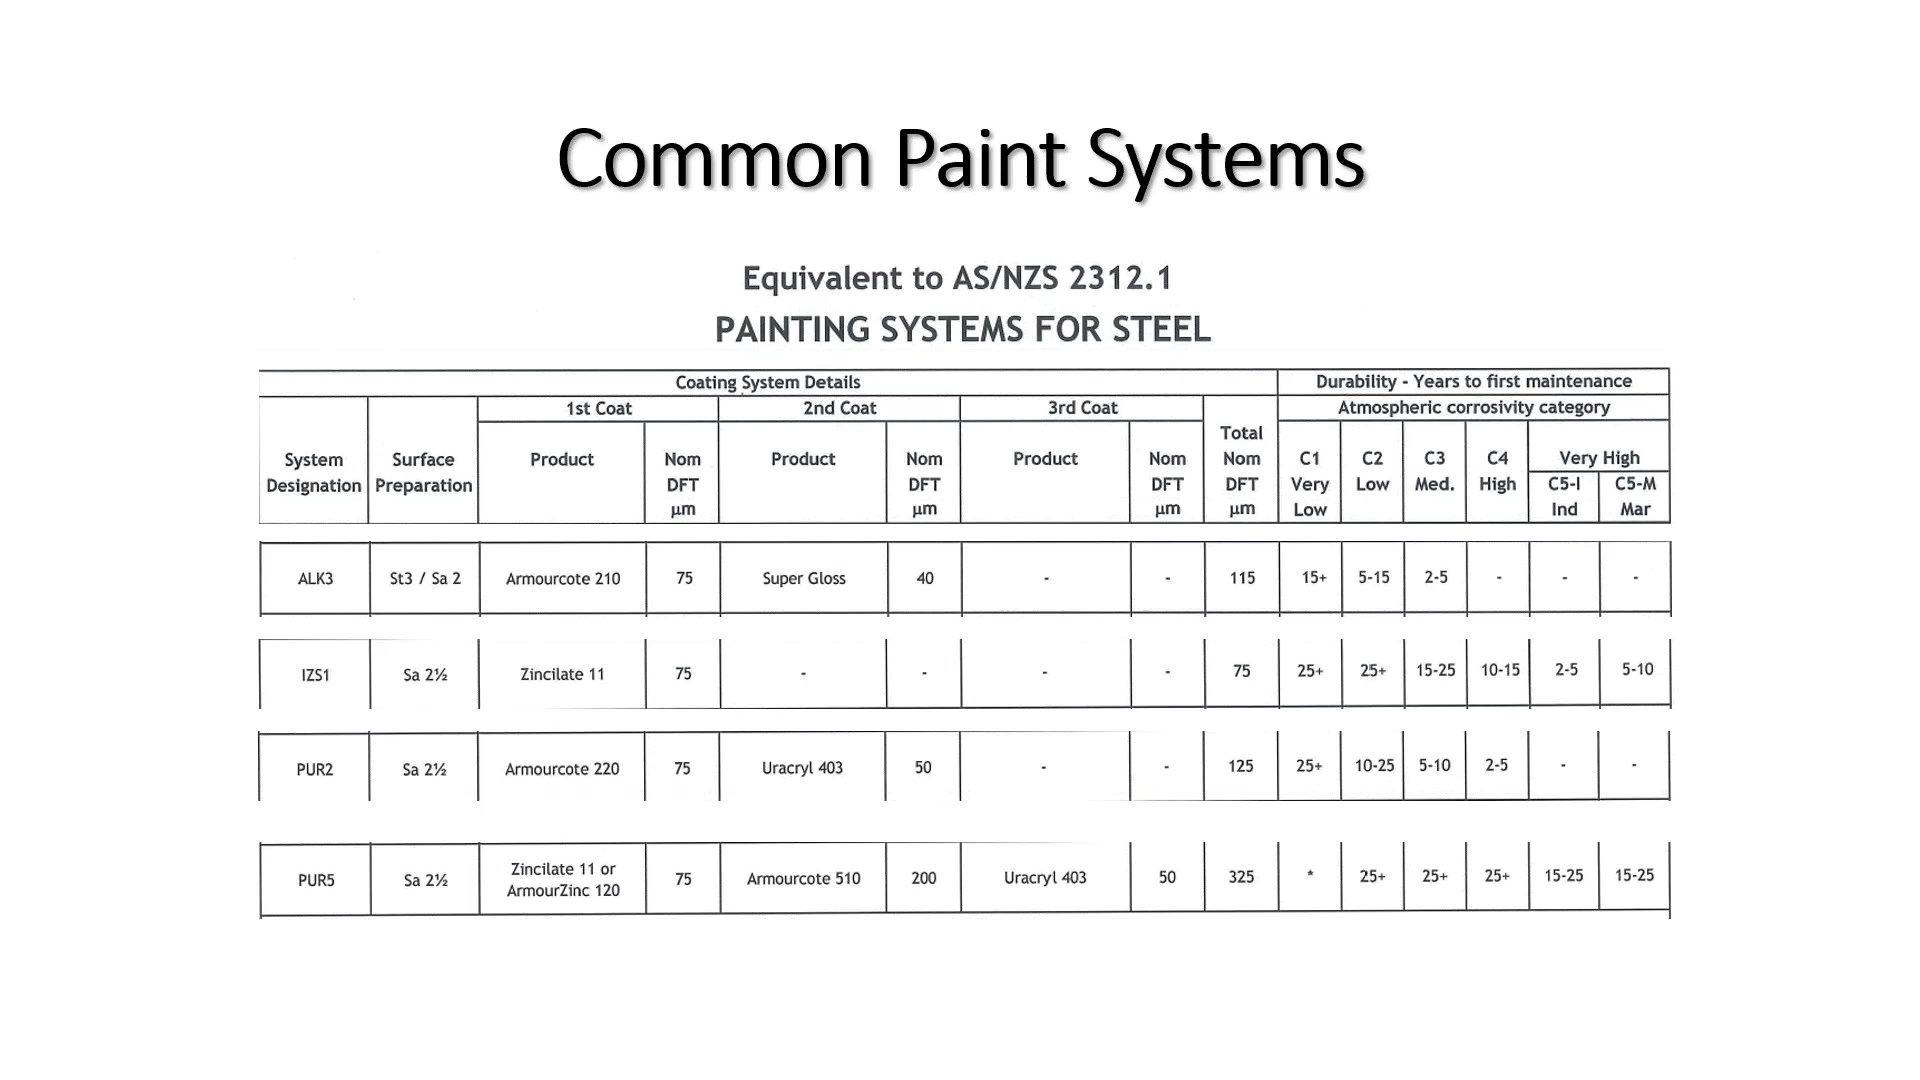 Common Paint Systems
Equivalent to AS/NZS 2312.1
PAINTING SYSTEMS FOR STEEL
Coating System Details Durability - Years to first maintenance
1st Coat 2nd Coat 3rd Coat Atmospheric corrosivity category
System Designation Surface Preparation Product Nom DFT µm Product Nom DFT µm Product Nom DFT µm Total Nom DFT µm C1 Very Low C2 Low C3 Med. C4 High Very High C5-I Ind C5-M Mar
ALK3 St3 / Sa 2 Armourcote 210 75 Super Gloss 40 - - 115 15+ 5-15 2-5 - - -
IZS1 Sa 2½ Zincilate 11 75 - - - - 75 25+ 25+ 15-25 10-15 2-5 5-10
PUR2 Sa 2½ Armourcote 220 75 Uracryl 403 50 - - 125 25+ 10-25 5-10 2-5 - -
PUR5 Sa 2½ Zincilate 11 or ArmourZinc 120 75 Armourcote 510 200 Uracryl 403 50 325 * 25+ 25+ 25+ 15-25 15-25